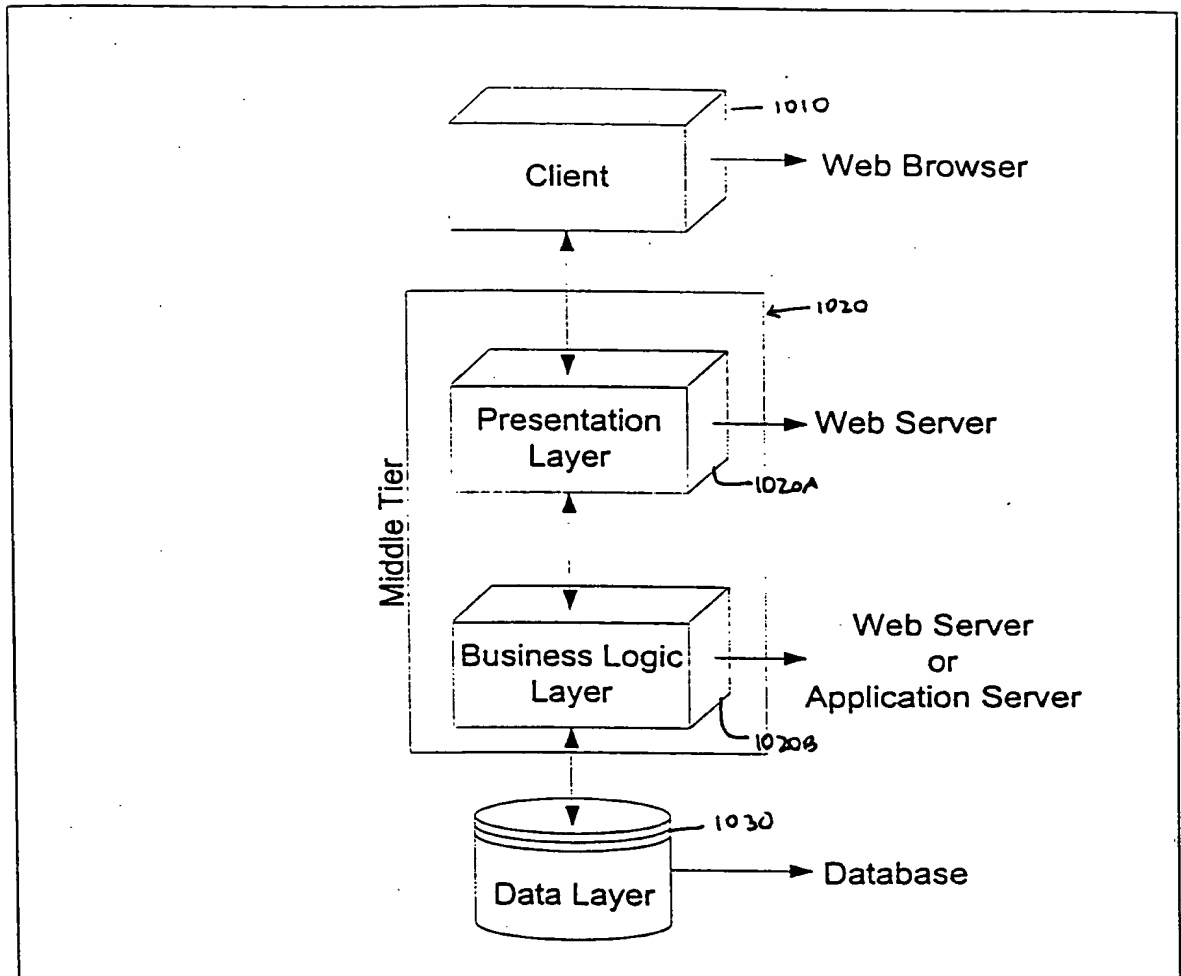 1010
Client
Web Browser
1020
Presentation
Layer
Web Server
1020A
Middle Tier
Business Logic
Layer
Web Server
or
Application Server
1020B
1030
Data Layer
Database